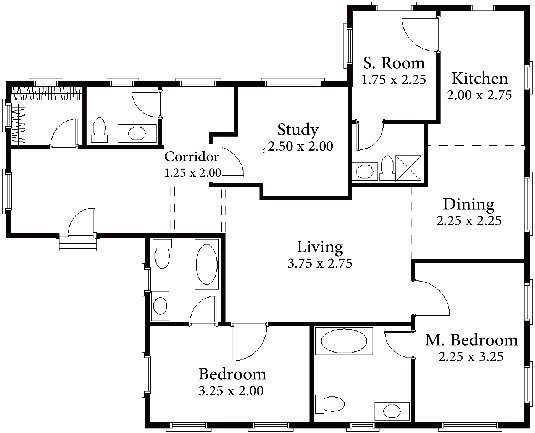 S. Room
1.75 x 2.25
Kitchen
2.00 x 2.75
Study
2.50 x 2.00
Corridor
1.25 x 2.00
Dining
2.25 x 2.25
Living
3.75 x 2.75
M. Bedroom
2.25 x 3.25
Bedroom
3.25 x 2.00